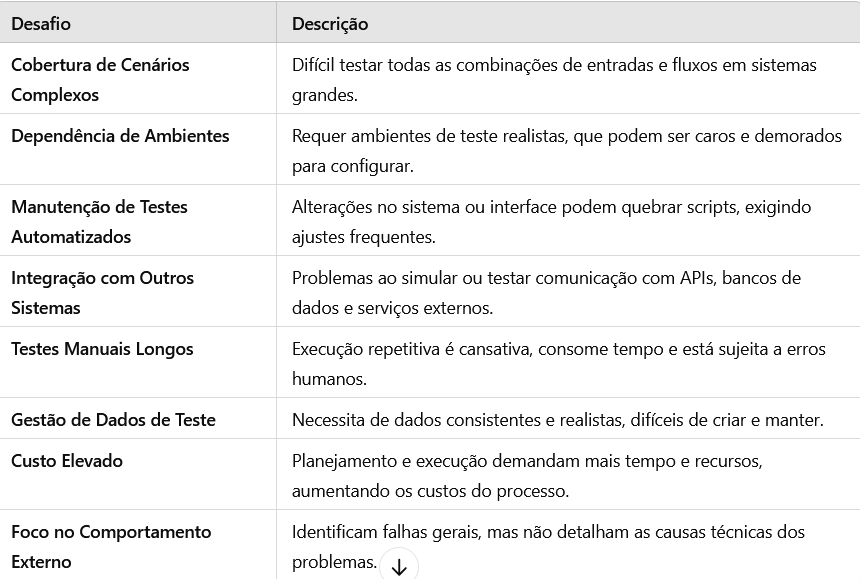 Desafio
Descrição
Cobertura de Cenários
Complexos
Difícil testar todas as combinações de entradas e fluxos em sistemas
grandes.
Dependência de Ambientes
Requer ambientes de teste realistas, que podem ser caros e demorados
para configurar.
Manutenção de Testes
Automatizados
Alterações no sistema ou interface podem quebrar scripts, exigindo
ajustes frequentes.
Integração com Outros
Sistemas
Problemas ao simular ou testar comunicação com APIs, bancos de
dados e serviços externos.
Testes Manuais Longos
Execução repetitiva é cansativa, consome tempo e está sujeita a erros
humanos.
Gestão de Dados de Teste
Necessita de dados consistentes e realistas, difíceis de criar e manter.
Custo Elevado
Planejamento e execução demandam mais tempo e recursos,
aumentando os custos do processo.
Foco no Comportamento
Externo
Identificam falhas gerais, mas não detalham as causas técnicas dos
problemas.